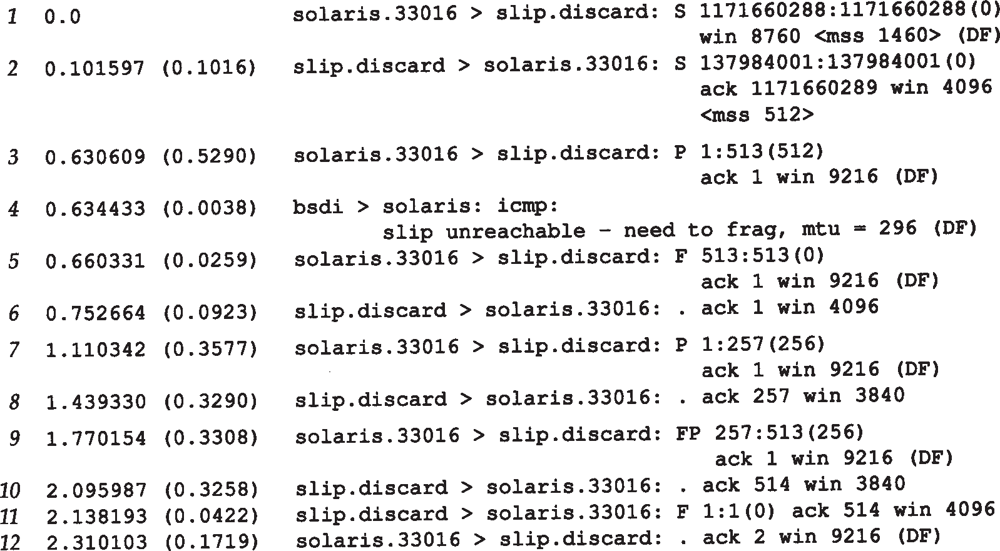 1 0.0 solaris.33016 > slip.discard: S 1171660288:1171660288(0)
win 8760 <mss 1460> (DF)
2 0.101597 (0.1016) slip.discard > solaris.33016: S 137984001:137984001(0)
ack 1171660289 win 4096
<mss 512>
3 0.630609 (0.5290) solaris.33016 > slip.discard: P 1:513(512)
ack 1 win 9216 (DF)
4 0.634433 (0.0038) bsdi > solaris: icmp:
slip unreachable - need to frag, mtu = 296 (DF)
5 0.660331 (0.0259) solaris.33016 > slip.discard: F 513:513(0)
ack 1 win 9216 (DF)
6 0.752664 (0.0923) slip.discard > solaris.33016: . ack 1 win 4096
7 1.110342 (0.3577) solaris.33016 > slip.discard: P 1:257(256)
ack 1 win 9216 (DF)
8 1.439330 (0.3290) slip.discard > solaris.33016: . ack 257 win 3840
9 1.770154 (0.3308) solaris.33016 > slip.discard: FP 257:513(256)
ack 1 win 9216 (DF)
10 2.095987 (0.3258) slip.discard > solaris.33016: . ack 514 win 3840
11 2.138193 (0.0422) slip.discard > solaris.33016: F 1:1(0) ack 514 win 4096
12 2.310103 (0.1719) solaris.33016 > slip.discard: . ack 2 win 9216 (DF)